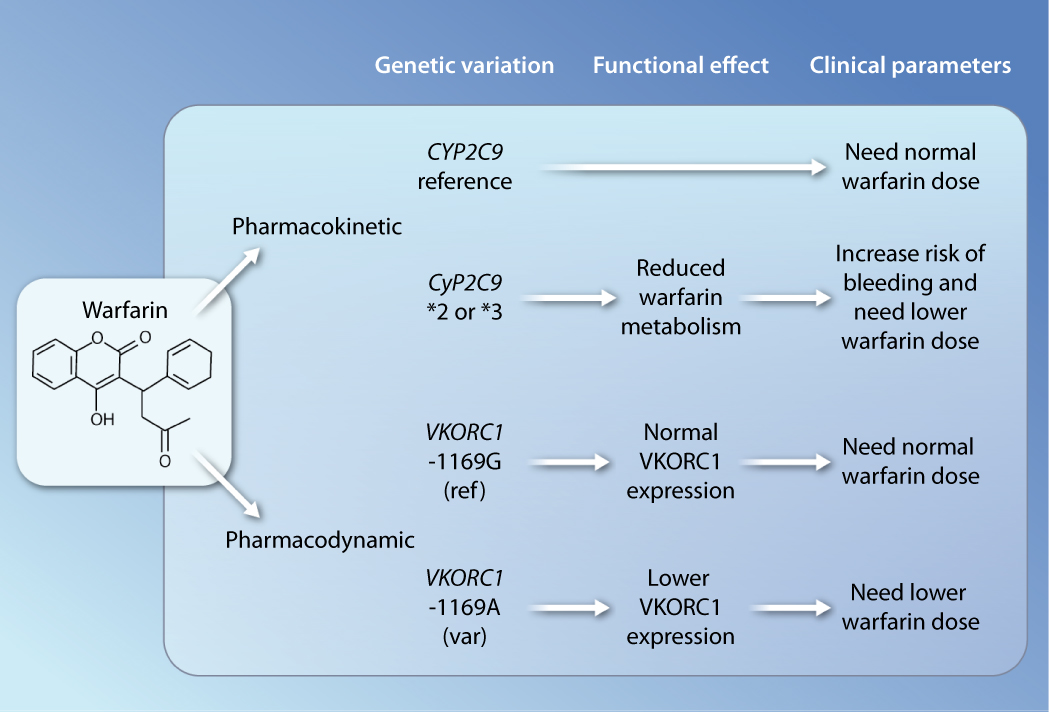 Genetic variation Functional effect Clinical parameters
CYP2C9
reference
Need normal
warfarin dose
Pharmacokinetic
CyP2C9
*2 or *3
Reduced
warfarin
metabolism
Increase risk of
bleeding and
need lower
warfarin dose
Warfarin
O
O
OH
O
VKORC1
-1169G
(ref)
Normal
VKORC1
expression
Need normal
warfarin dose
Pharmacodynamic
VKORC1
-1169A
(var)
Lower
VKORC1
expression
Need lower
warfarin dose